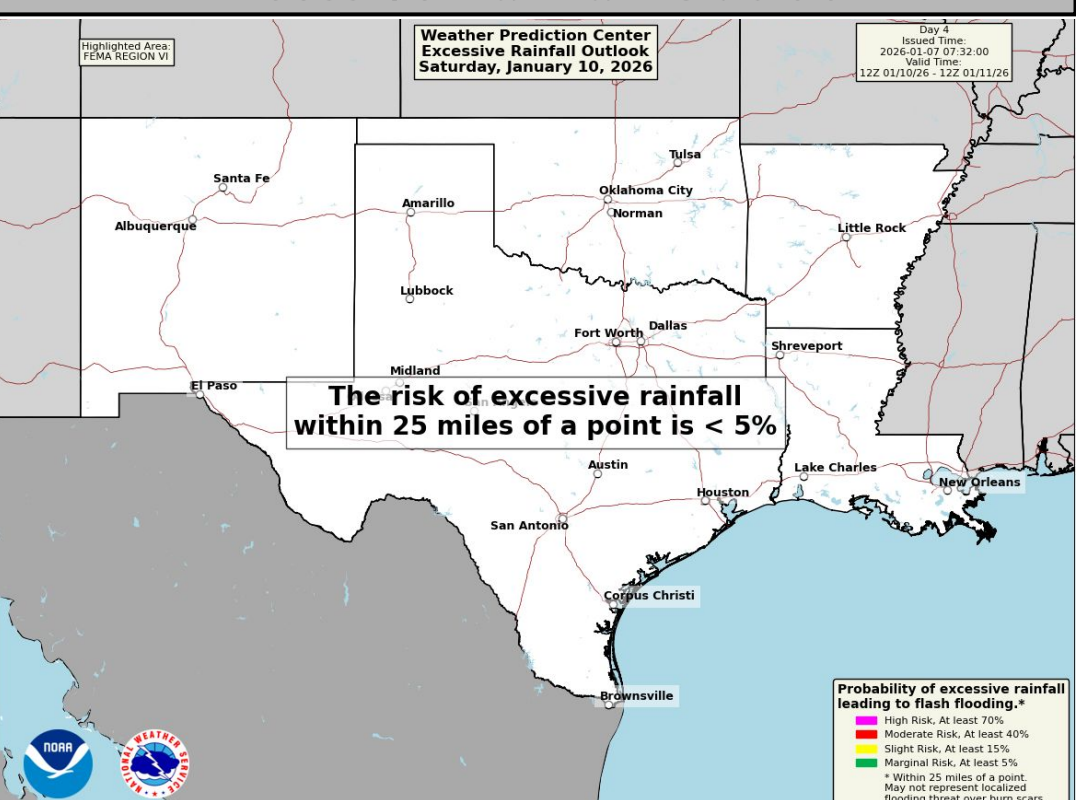 Highlighted Area:
FEMA REGION VI
Weather Prediction Center
Excessive Rainfall Outlook
Saturday, January 10, 2026
Day 4
Issued Time:
2026-01-07 07:32:00
Valid Time:
12Z 01/10/26 - 12Z 01/11/26
Tulsa
Santa Fe
Oklahoma City
Amarillo
Norman
Albuquerque
Little Rock
Lubbock
Dallas
Fort Worth
Shreveport
Midland
El Paso
The risk of excessive rainfall
within 25 miles of a point is < 5%
Austin
Lake Charles
New Orleans
Houston
San Antonio
Corpus Christi
Brownsville
Probability of excessive rainfall
leading to flash flooding.*
High Risk, At least 70%
Moderate Risk, At least 40%
Slight Risk, At least 15%
Marginal Risk, At least 5%
* Within 25 miles of a point.
May not represent localized
flooding threat over burn scars
NOAA
NATIONAL WEATHER SERVICE